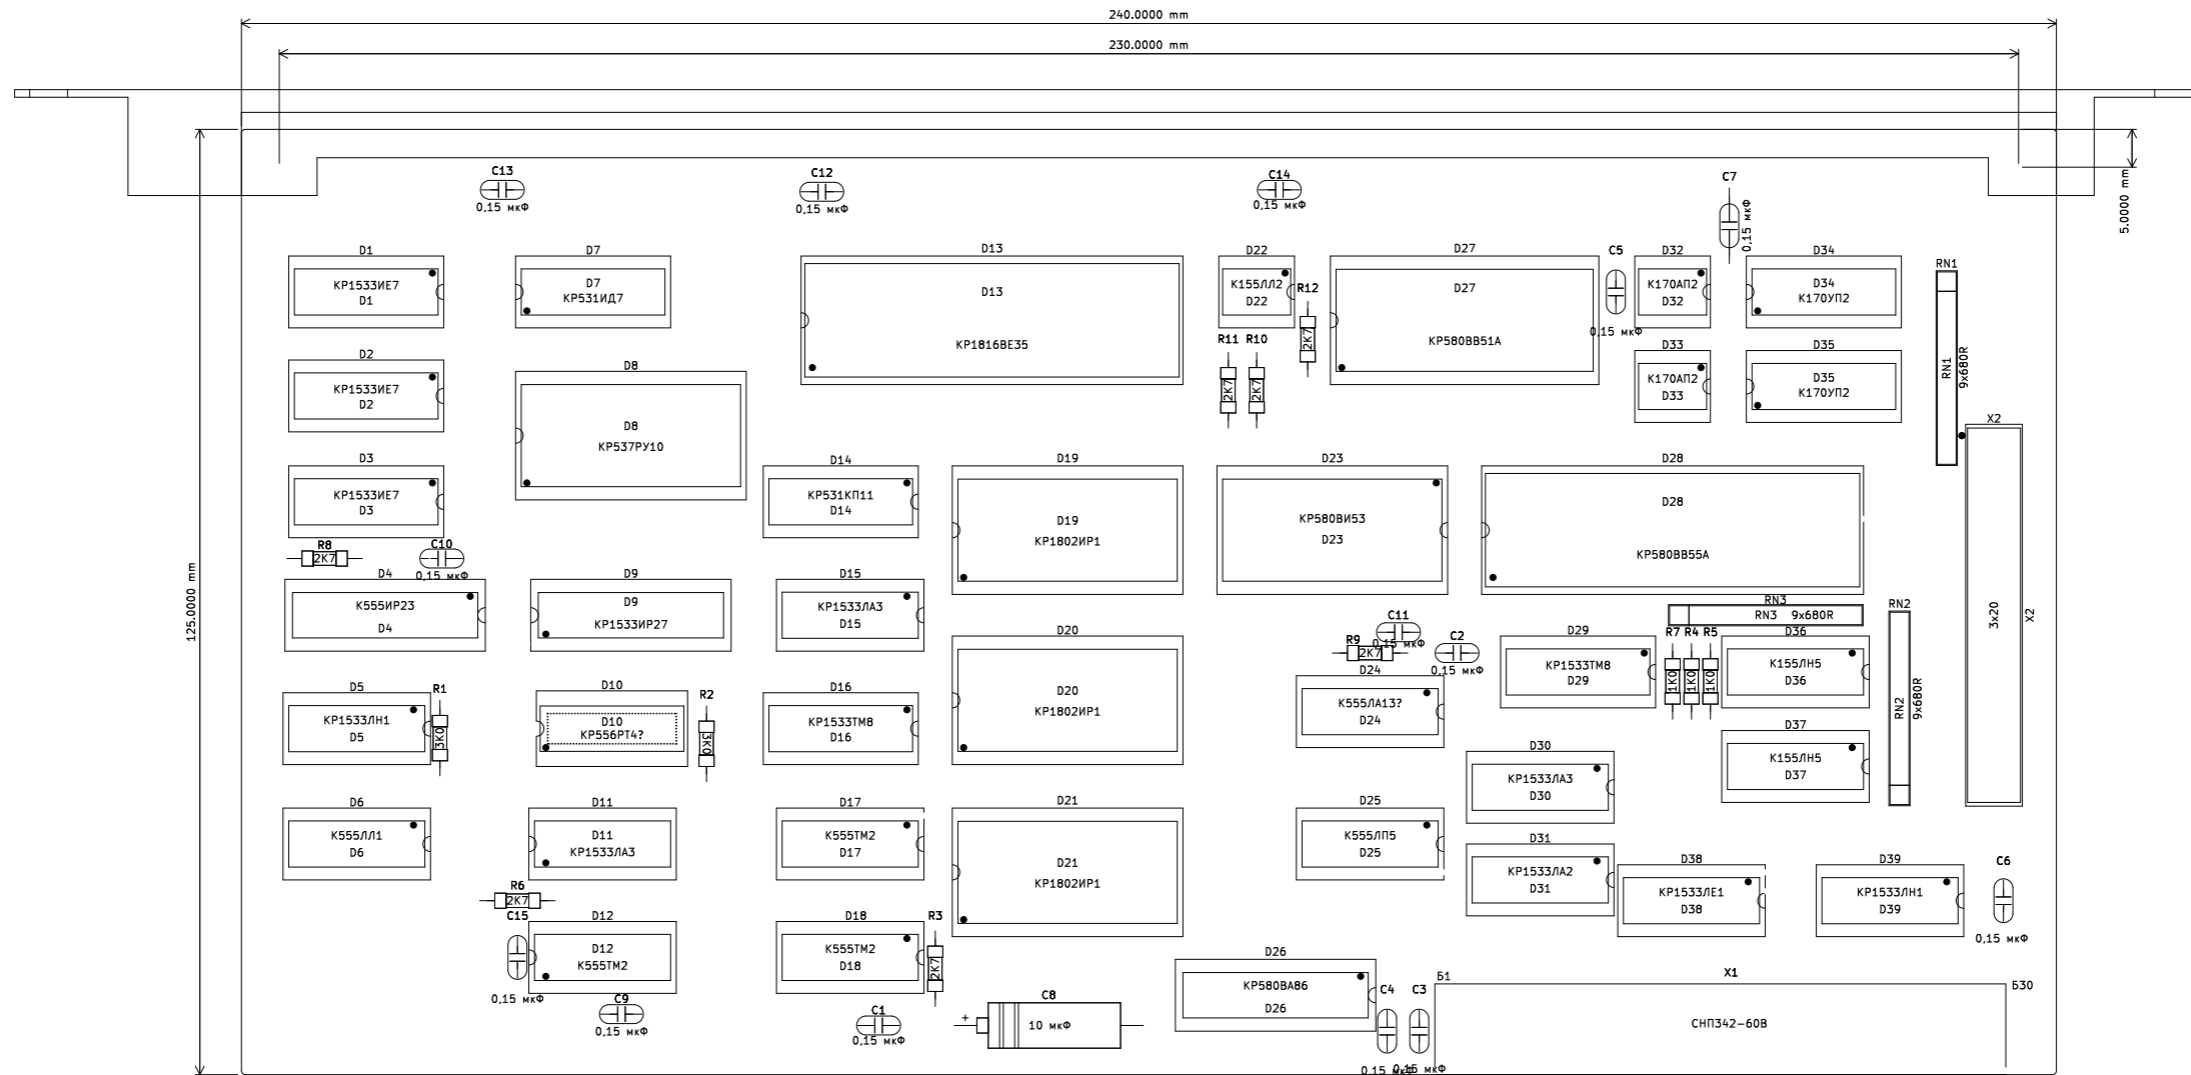 240.0000 mm
230.0000 mm
125.0000 mm
5.0000 mm
C13
0,15 мкФ
C12
0,15 мкФ
C14
0,15 мкФ
C7
0,15 мкФ
D1
КР1533ИЕ7
D1
D7
D7
КР531ИД7
D13
D13
КР1816ВЕ35
D22
К155ЛЛ2
D22
R12
2К7
D27
D27
КР580ВВ51А
C5
0,15 мкФ
D32
К170АП2
D32
D34
D34
К170УП2
RN1
RN1
9x680R
D2
КР1533ИЕ7
D2
D8
D8
КР537РУ10
R11
2К7
R10
2К7
D33
К170АП2
D33
D35
D35
К170УП2
X2
3x20
X2
D3
КР1533ИЕ7
D3
D14
КР531КП11
D14
D19
D19
КР1802ИР1
D23
КР580ВИ53
D23
D28
D28
КР580ВВ55А
R8
2К7
C10
0,15 мкФ
D4
К555ИР23
D4
D9
D9
КР1533ИР27
D15
КР1533ЛА3
D15
RN3
RN3 9x680R
RN2
RN2
9x680R
C11
0,15 мкФ
R9
2К7
C2
0,15 мкФ
D20
D20
КР1802ИР1
D29
КР1533ТМ8
D29
R7
1К0
R4
1К0
R5
1К0
D36
К155ЛН5
D36
D5
КР1533ЛН1
D5
R1
3К0
D10
D10
КР556РТ4?
R2
3К0
D16
КР1533ТМ8
D16
D24
К555ЛА13?
D24
D37
К155ЛН5
D37
D30
КР1533ЛА3
D30
D6
К555ЛЛ1
D6
D11
D11
КР1533ЛА3
D17
К555ТМ2
D17
D21
D21
КР1802ИР1
D25
К555ЛП5
D25
D31
КР1533ЛА2
D31
D38
КР1533ЛЕ1
D38
D39
КР1533ЛН1
D39
C6
0,15 мкФ
R6
2К7
C15
0,15 мкФ
D12
D12
К555ТМ2
D18
К555ТМ2
D18
R3
2К7
C9
0,15 мкФ
C1
0,15 мкФ
C8
+
10 мкФ
D26
КР580ВА86
D26
C4
0,15 мкФ
C3
0,15 мкФ
Б1
X1
Б30
СНП342-60В